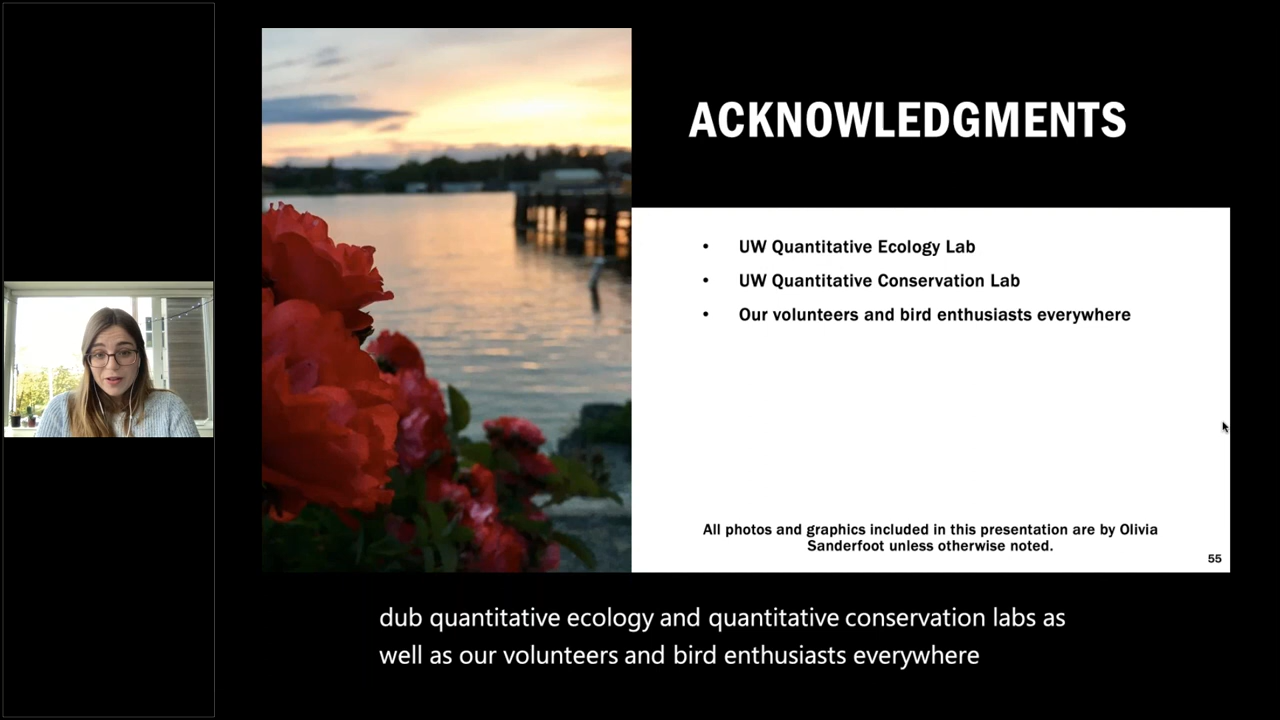 ACKNOWLEDGMENTS
• UW Quantitative Ecology Lab
• UW Quantitative Conservation Lab
• Our volunteers and bird enthusiasts everywhere
All photos and graphics included in this presentation are by Olivia
Sanderfoot unless otherwise noted.
55
dub quantitative ecology and quantitative conservation labs as
well as our volunteers and bird enthusiasts everywhere